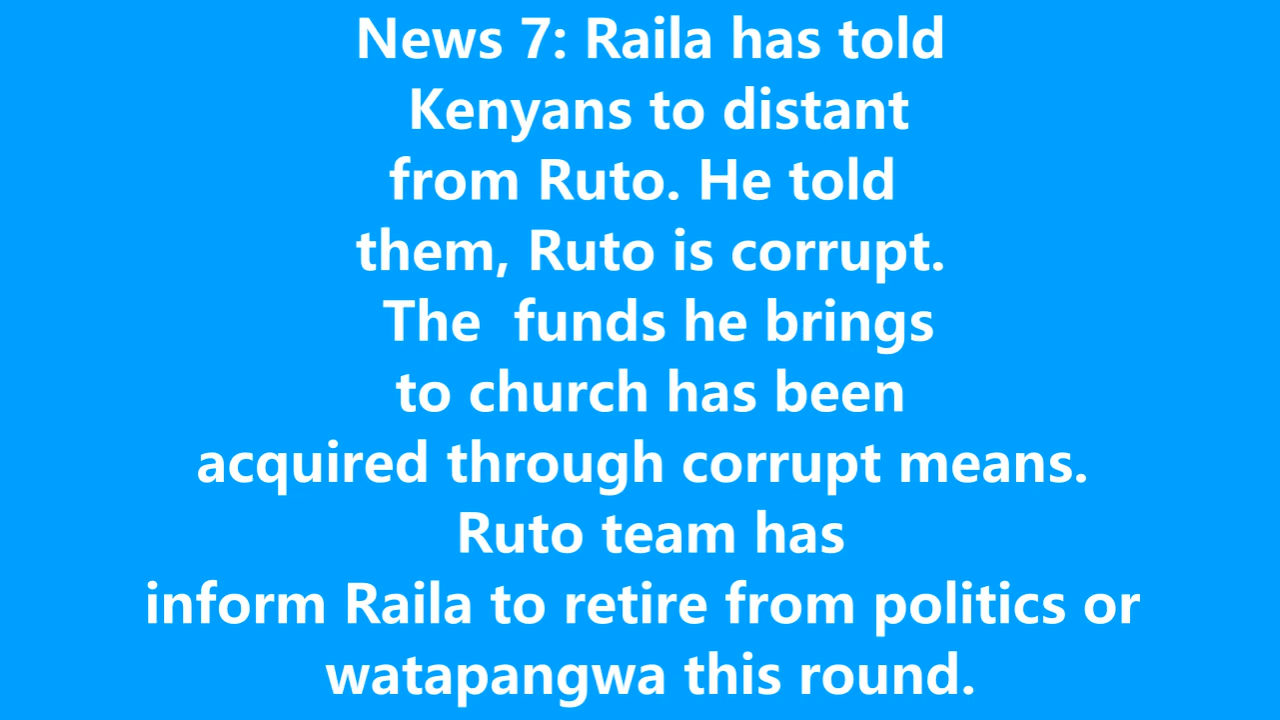 News 7: Raila has told
Kenyans to distant
from Ruto. He told
them, Ruto is corrupt.
The  funds he brings
to church has been
acquired through corrupt means.
Ruto team has
inform Raila to retire from politics or
watapangwa this round.